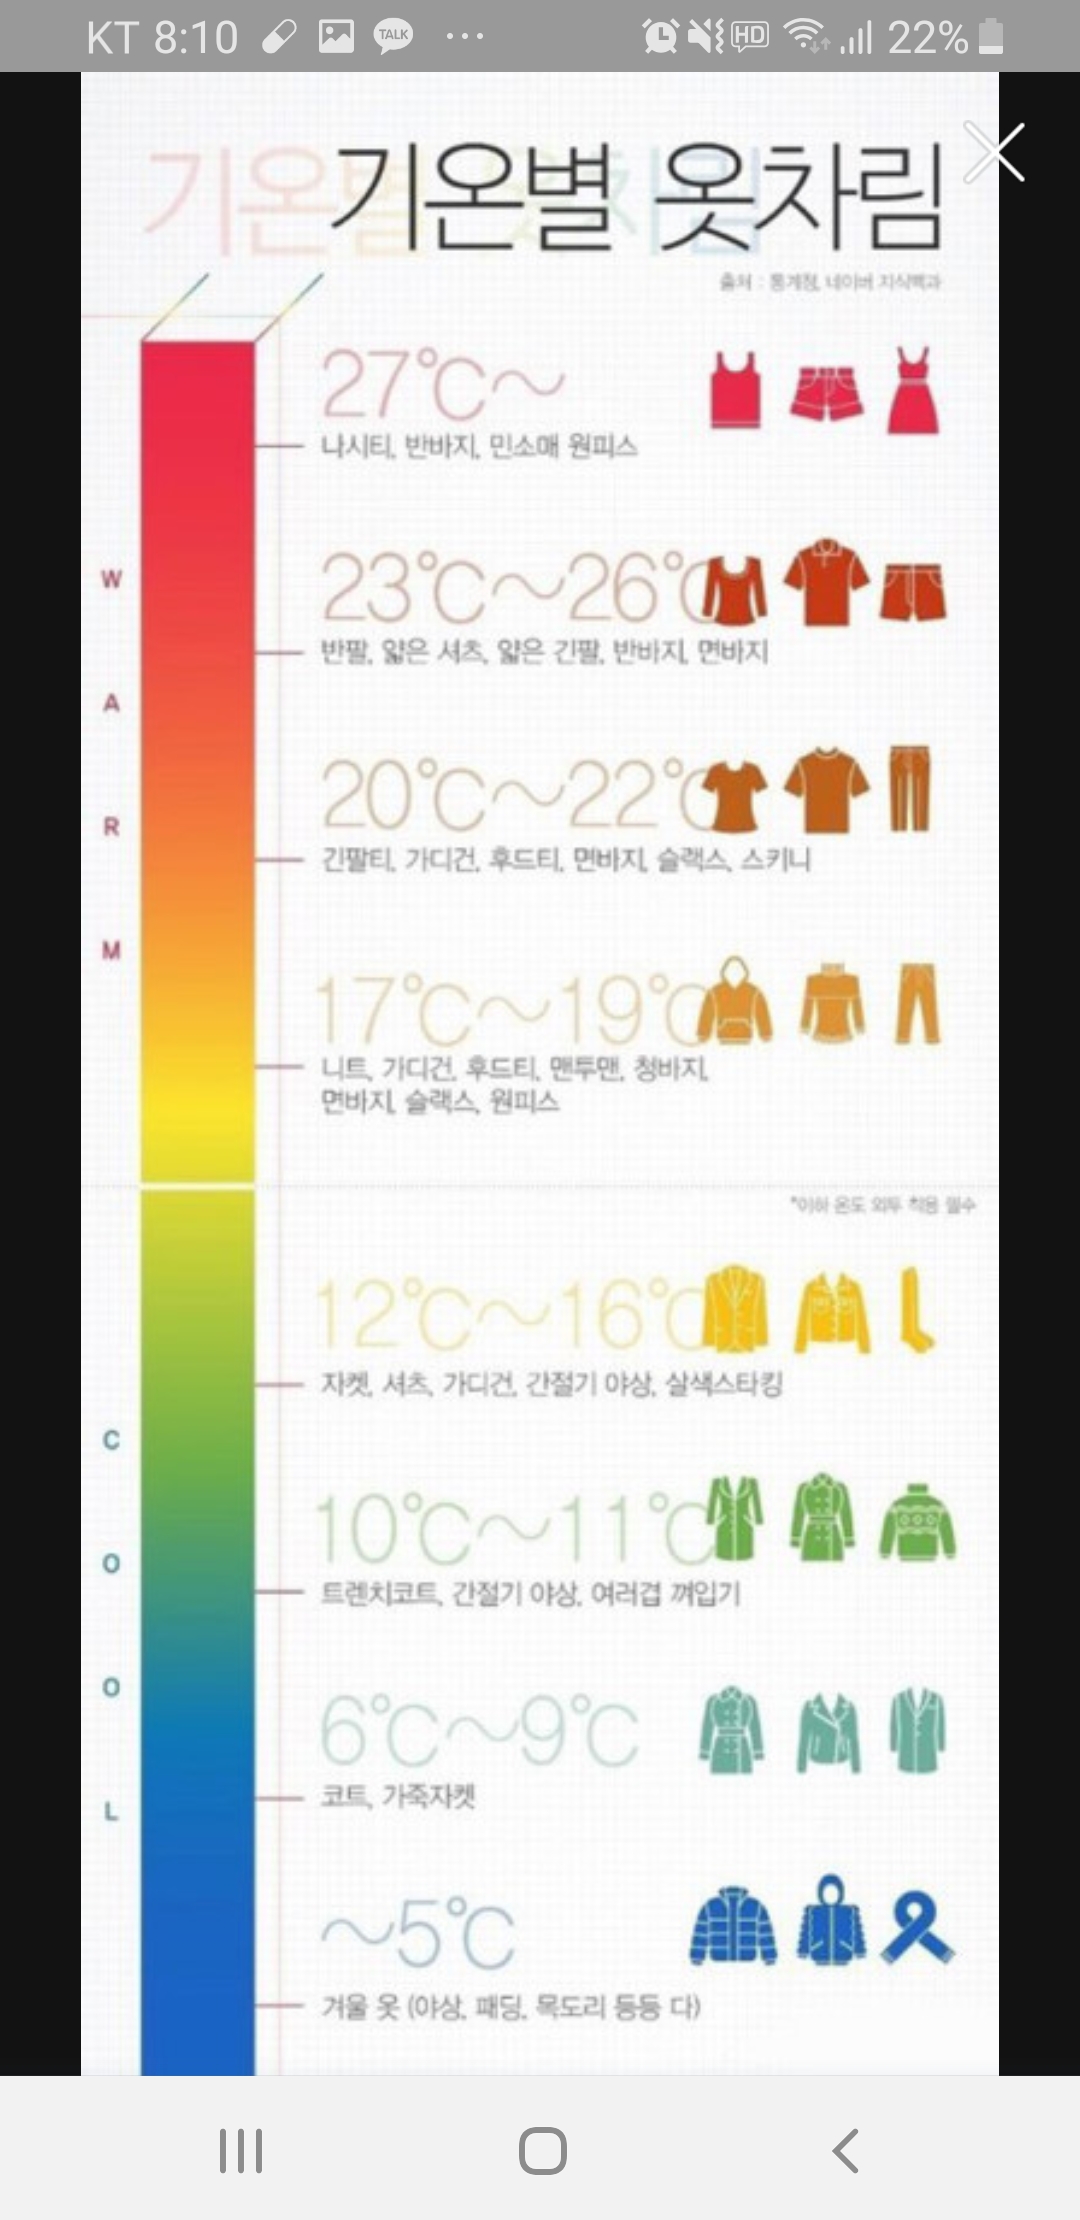 KT 8:10 TALK ... HD 22%
기온별 옷차림
출처 : 통계청, 네이버 지식백과
27℃~
나시티, 반바지, 민소매 원피스
23℃~26℃
반팔, 얇은 셔츠, 얇은 긴팔, 반바지, 면바지
20℃~22℃
긴팔티, 가디건, 후드티, 면바지, 슬랙스, 스키니
17℃~19℃
니트, 가디건, 후드티, 맨투맨, 청바지,
면바지, 슬랙스, 원피스
WARM
*이하 온도 외투 착용 필수
12℃~16℃
자켓, 셔츠, 가디건, 간절기 야상, 살색스타킹
10℃~11℃
트렌치코트, 간절기 야상, 여러겹 껴입기
6℃~9℃
코트, 가죽자켓
~5℃
겨울 옷 (야상, 패딩, 목도리 등등 다)
COOL